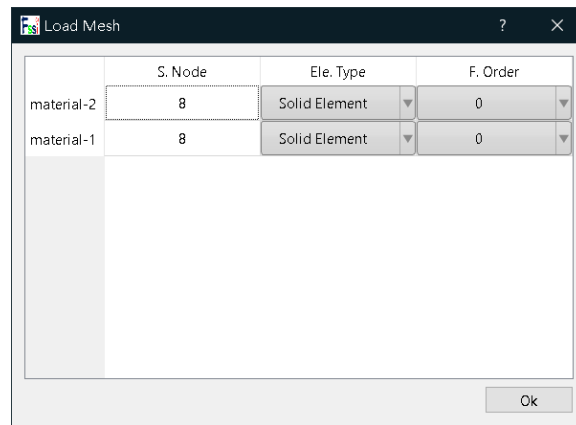 Fssi Load Mesh ? ×
S. Node Ele. Type F. Order
material-2 8 Solid Element 0
material-1 8 Solid Element 0
Ok